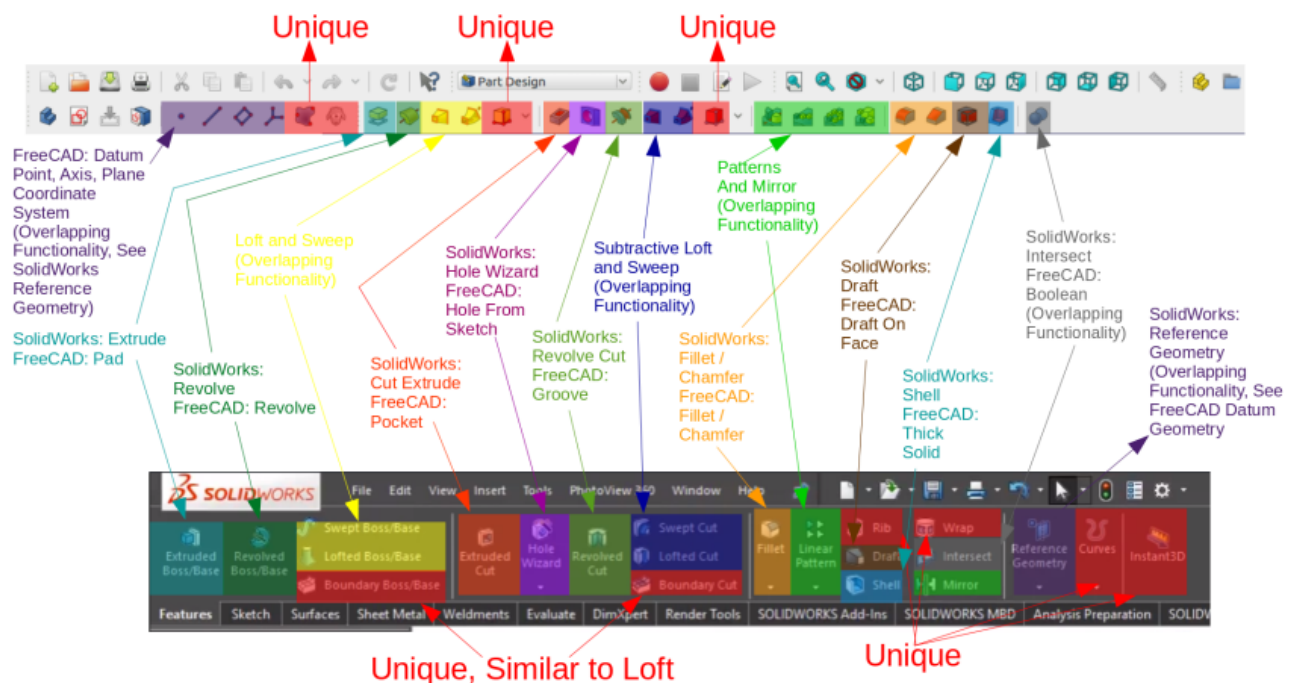 Unique
Unique
Unique
Part Design
FreeCAD: Datum
Point, Axis, Plane
Coordinate
System
(Overlapping
Functionality, See
SolidWorks
Reference
Geometry)
SolidWorks: Extrude
FreeCAD: Pad
SolidWorks:
Revolve
FreeCAD: Revolve
Loft and Sweep
(Overlapping
Functionality)
SolidWorks:
Cut Extrude
FreeCAD:
Pocket
SolidWorks:
Hole Wizard
FreeCAD:
Hole From
Sketch
SolidWorks:
Revolve Cut
FreeCAD:
Groove
Subtractive Loft
and Sweep
(Overlapping
Functionality)
SolidWorks:
Fillet /
Chamfer
FreeCAD:
Fillet /
Chamfer
Patterns
And Mirror
(Overlapping
Functionality)
SolidWorks:
Draft
FreeCAD:
Draft On
Face
SolidWorks:
Shell
FreeCAD:
Thick
Solid
SolidWorks:
Intersect
FreeCAD:
Boolean
(Overlapping
Functionality)
SolidWorks:
Reference
Geometry
(Overlapping
Functionality, See
FreeCAD Datum
Geometry
SOLIDWORKS File Edit View Insert Tools PhotoView 360 Window Help
Extruded
Boss/Base
Revolved
Boss/Base
Swept Boss/Base
Lofted Boss/Base
Boundary Boss/Base
Extruded
Cut
Hole
Wizard
Revolved
Cut
Swept Cut
Lofted Cut
Boundary Cut
Fillet
Linear
Pattern
Rib
Draft
Shell
Wrap
Intersect
Mirror
Reference
Geometry
Curves
Instant3D
Features Sketch Surfaces Sheet Metal Weldments Evaluate DimXpert Render Tools SOLIDWORKS Add-Ins SOLIDWORKS MBD Analysis Preparation SOLIDW
Unique, Similar to Loft
Unique